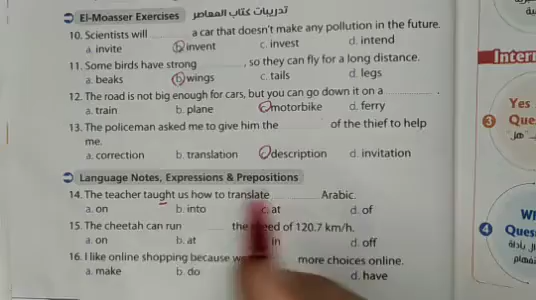 El-Moasser Exercises تدريبات كتاب المعاصر
10. Scientists will ........ a car that doesn't make any pollution in the future.
a. invite b. invent c. invest d. intend
11. Some birds have strong ........ , so they can fly for a long distance.
a. beaks b. wings c. tails d. legs
12. The road is not big enough for cars, but you can go down it on a ........ .
a. train b. plane c. motorbike d. ferry
13. The policeman asked me to give him the ........ of the thief to help
me.
a. correction b. translation c. description d. invitation
Language Notes, Expressions & Prepositions
14. The teacher taught us how to translate ........ Arabic.
a. on b. into c. at d. of
15. The cheetah can run ........ the speed of 120.7 km/h.
a. on b. at in d. off
16. I like online shopping because ........ more choices online.
a. make b. do d. have
Yes
3 Que
"هل"
4 Ques